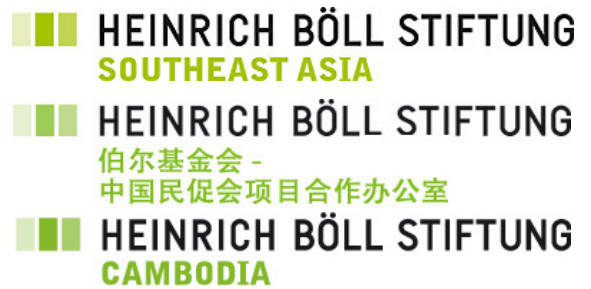 HEINRICH BÖLL STIFTUNG
SOUTHEAST ASIA
HEINRICH BÖLL STIFTUNG
伯尔基金会 -
中国民促会项目合作办公室
HEINRICH BÖLL STIFTUNG
CAMBODIA